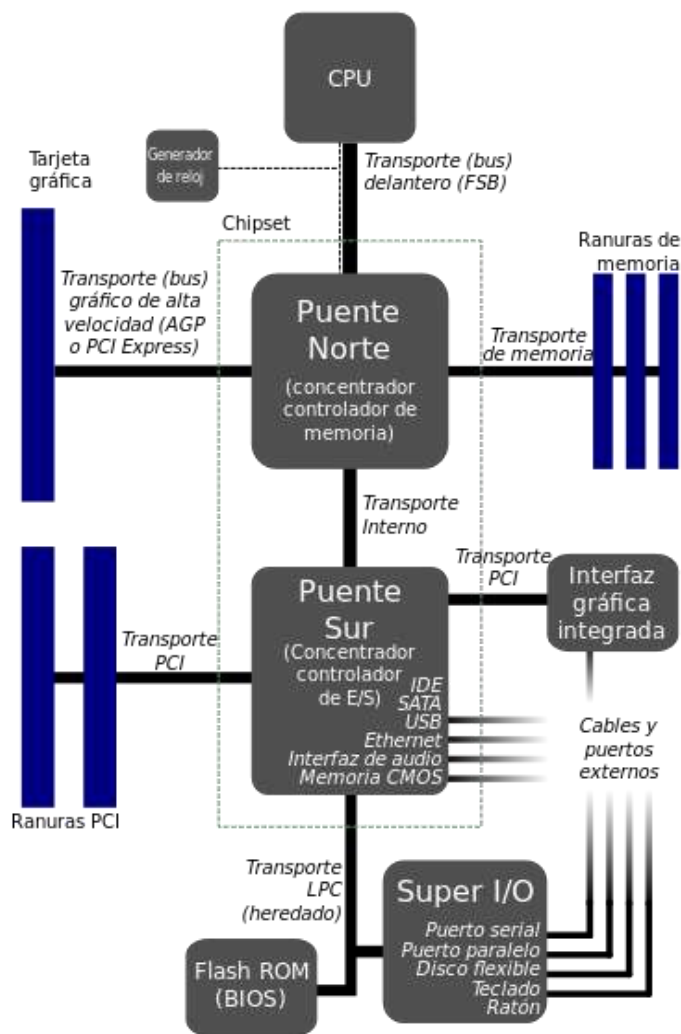 CPU
Generador
de reloj
Transporte (bus)
delantero (FSB)
Tarjeta
gráfica
Chipset
Ranuras de
memoria
Transporte (bus)
gráfico de alta
velocidad (AGP
o PCI Express)
Puente
Norte
(concentrador
controlador de
memoria)
Transporte
de memoria
Transporte
Interno
Transporte
PCI
Interfaz
gráfica
integrada
Puente
Sur
(Concentrador
controlador
de E/S)
IDE
SATA
USB
Ethernet
Interfaz de audio
Memoria CMOS
Transporte
PCI
Cables y
puertos
externos
Ranuras PCI
Transporte
LPC
(heredado)
Super I/O
Puerto serial
Puerto paralelo
Disco flexible
Teclado
Ratón
Flash ROM
(BIOS)